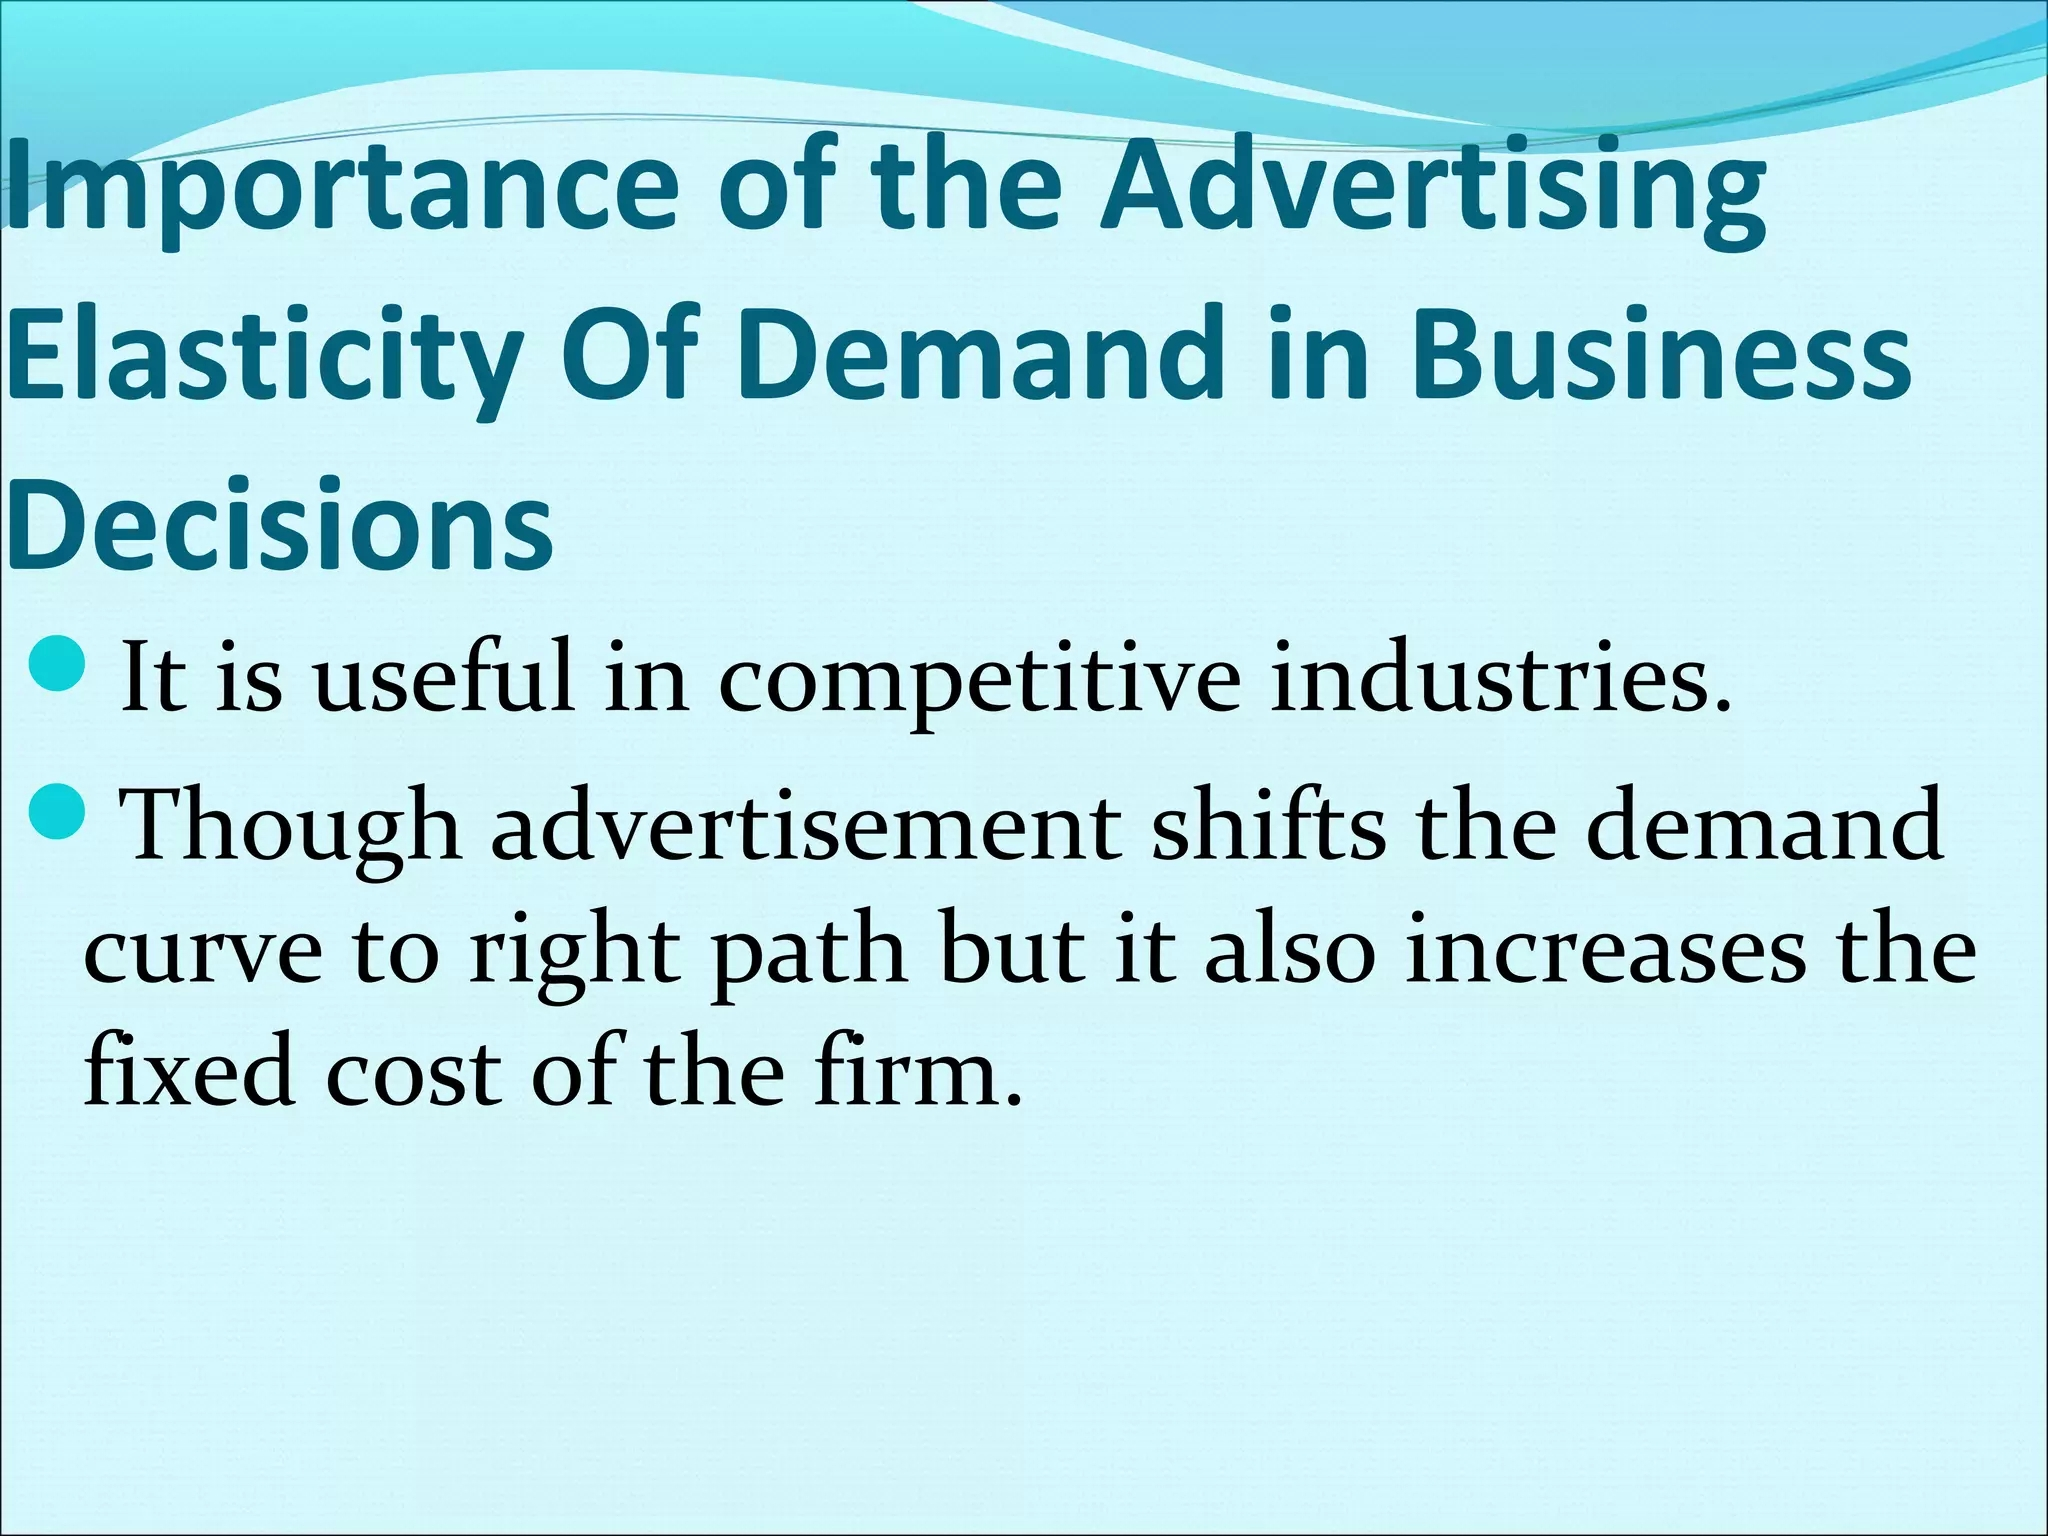 Importance of the Advertising
Elasticity Of Demand in Business
Decisions
It is useful in competitive industries.
Though advertisement shifts the demand
curve to right path but it also increases the
fixed cost of the firm.